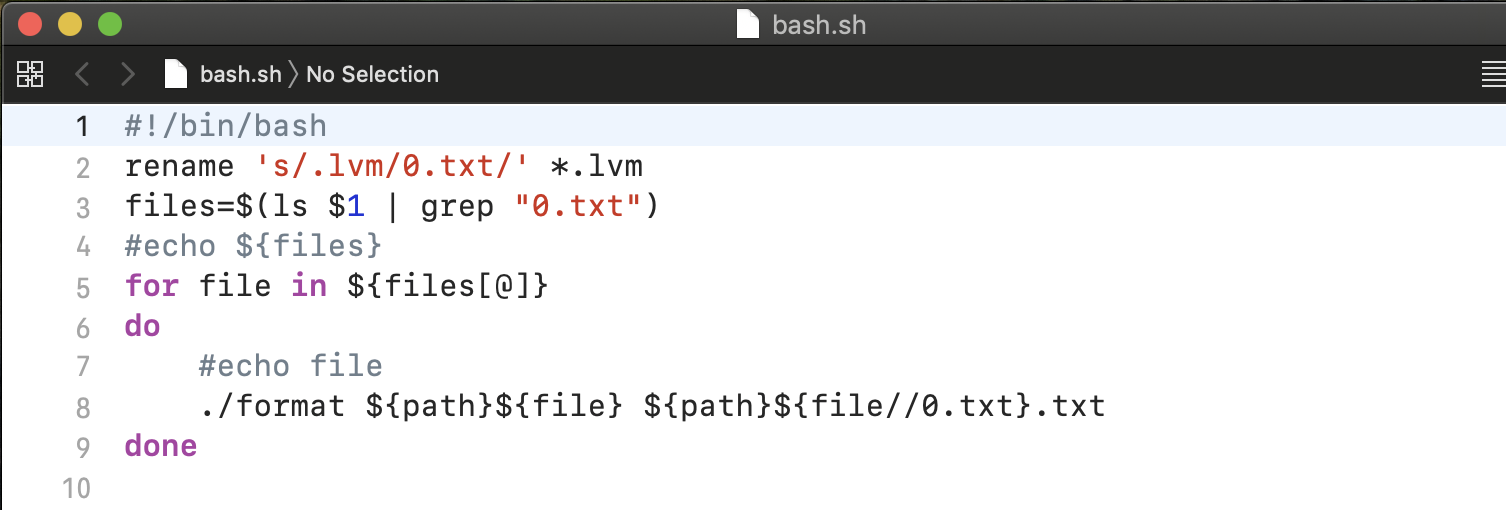 bash.sh
bash.sh 〉 No Selection
1 #!/bin/bash
2 rename 's/.lvm/0.txt/' *.lvm
3 files=$(ls $1 | grep "0.txt")
4 #echo ${files}
5 for file in ${files[@]}
6 do
7     #echo file
8     ./format ${path}${file} ${path}${file//0.txt}.txt
9 done
10